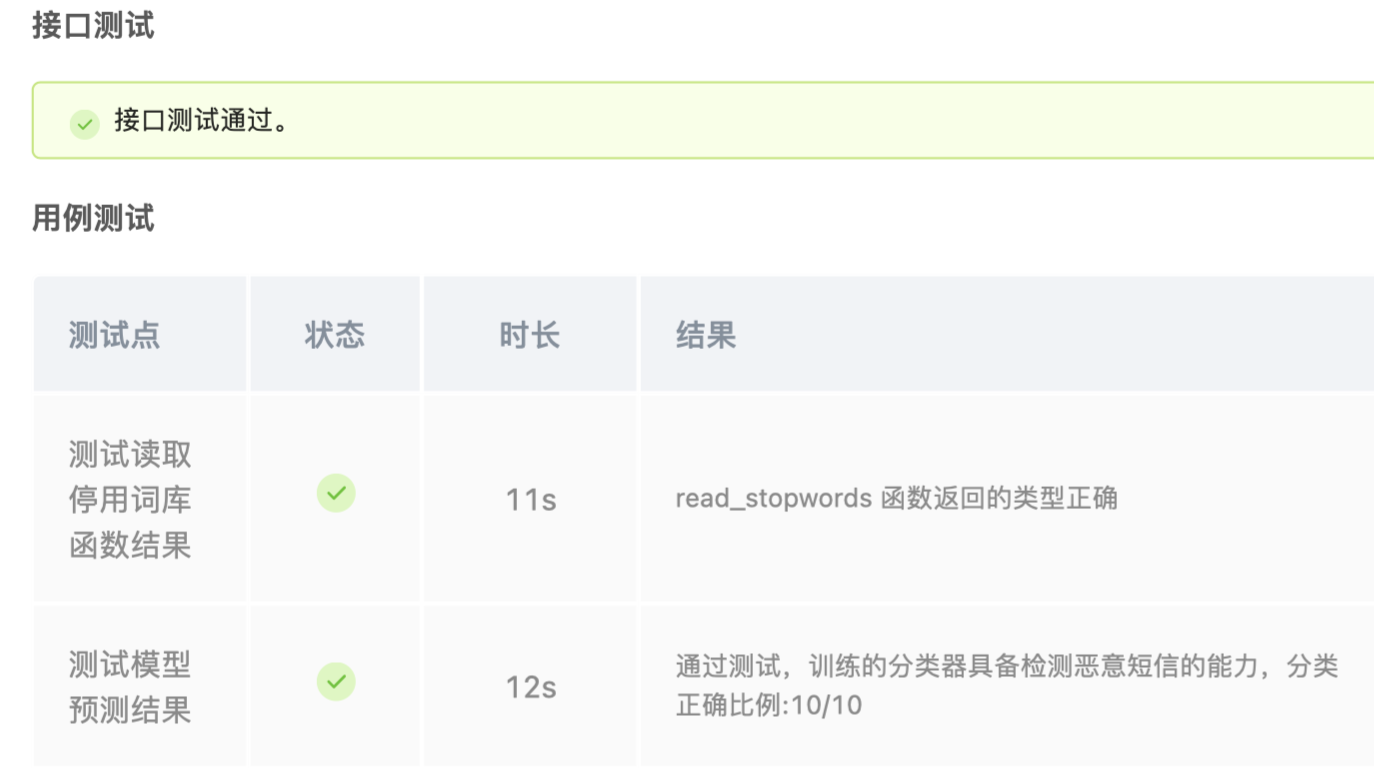 接口测试
接口测试通过。
用例测试
测试点 状态 时长 结果
测试读取
停用词库
函数结果
11s
read_stopwords 函数返回的类型正确
测试模型
预测结果
12s
通过测试，训练的分类器具备检测恶意短信的能力，分类
正确比例:10/10